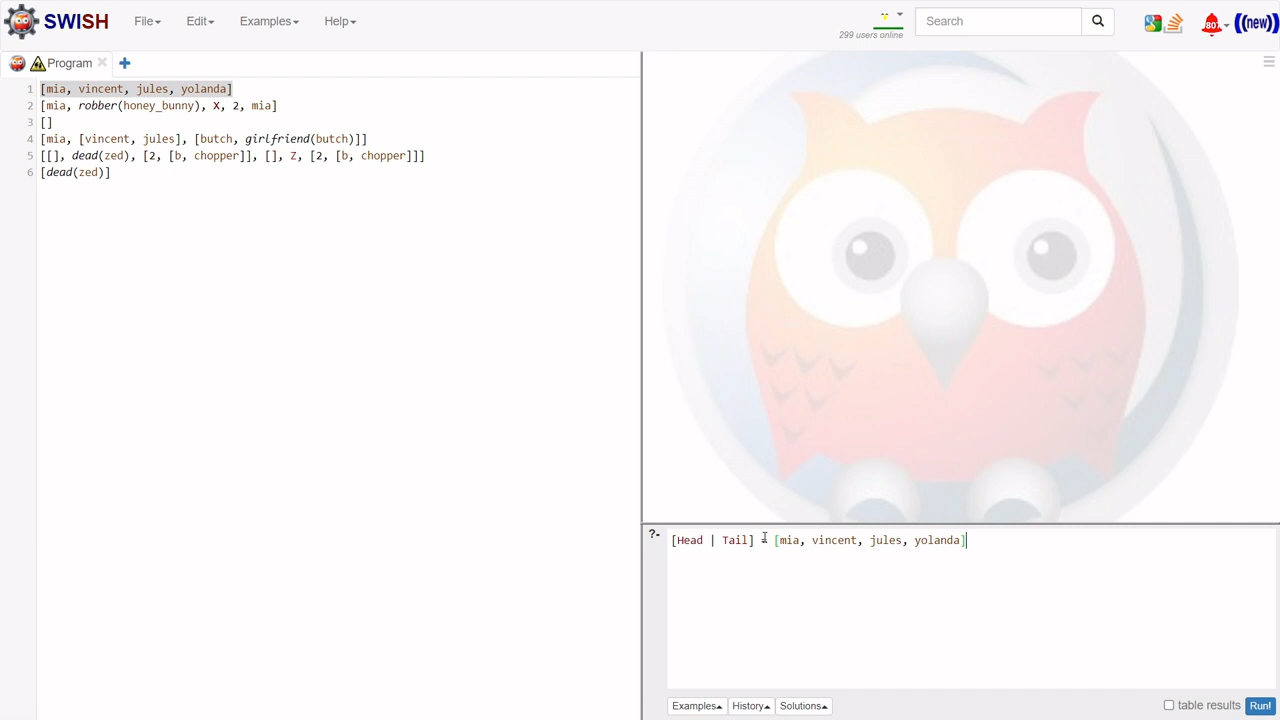 SWISH File Edit Examples Help 299 users online Search 80 ((new))
Program
1 [mia, vincent, jules, yolanda]
2 [mia, robber(honey_bunny), X, 2, mia]
3 []
4 [mia, [vincent, jules], [butch, girlfriend(butch)]]
5 [[], dead(zed), [2, [b, chopper]], [], Z, [2, [b, chopper]]]
6 [dead(zed)]
?- [Head | Tail] = [mia, vincent, jules, yolanda]
Examples History Solutions table results Run!